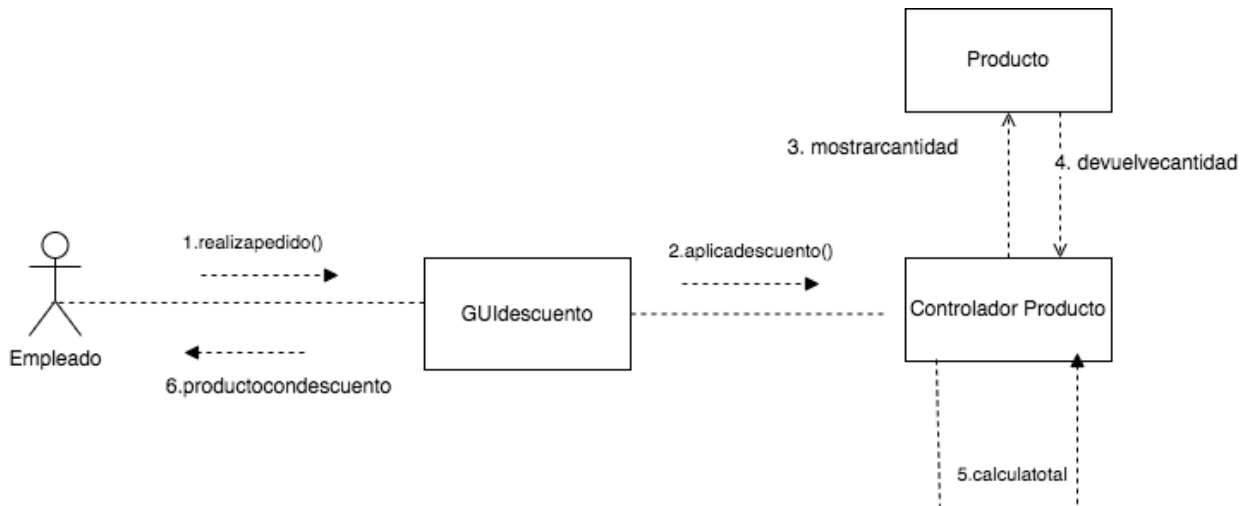 Producto
3. mostrarcantidad
4. devuelvecantidad
1.realizapedido()
2.aplicadescuento()
GUIdescuento
Controlador Producto
Empleado
6.productocondescuento
5.calculatotal